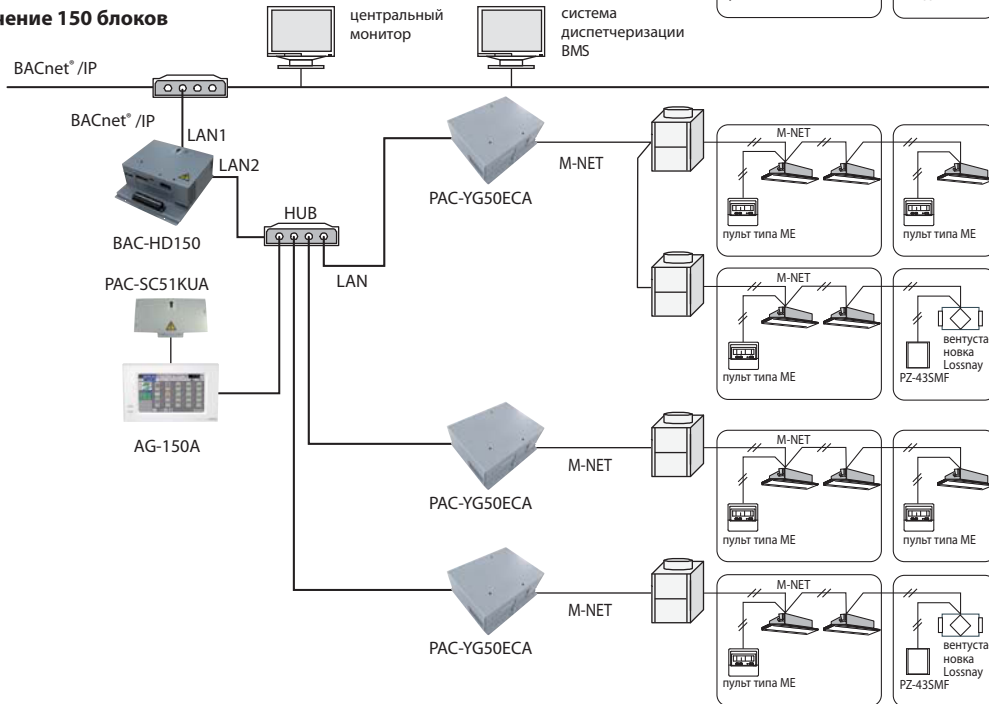 чение 150 блоков
центральный
монитор
система
диспетчеризации
BMS
BACnet® /IP
BACnet® /IP
LAN1
LAN2
BAC-HD150
HUB
LAN
PAC-SC51KUA
AG-150A
PAC-YG50ECA
M-NET
M-NET
пульт типа ME
пульт типа ME
M-NET
пульт типа ME
вентуста
новка
Lossnay
PZ-43SMF
PAC-YG50ECA
M-NET
M-NET
пульт типа ME
пульт типа ME
PAC-YG50ECA
M-NET
M-NET
пульт типа ME
вентуста
новка
Lossnay
PZ-43SMF